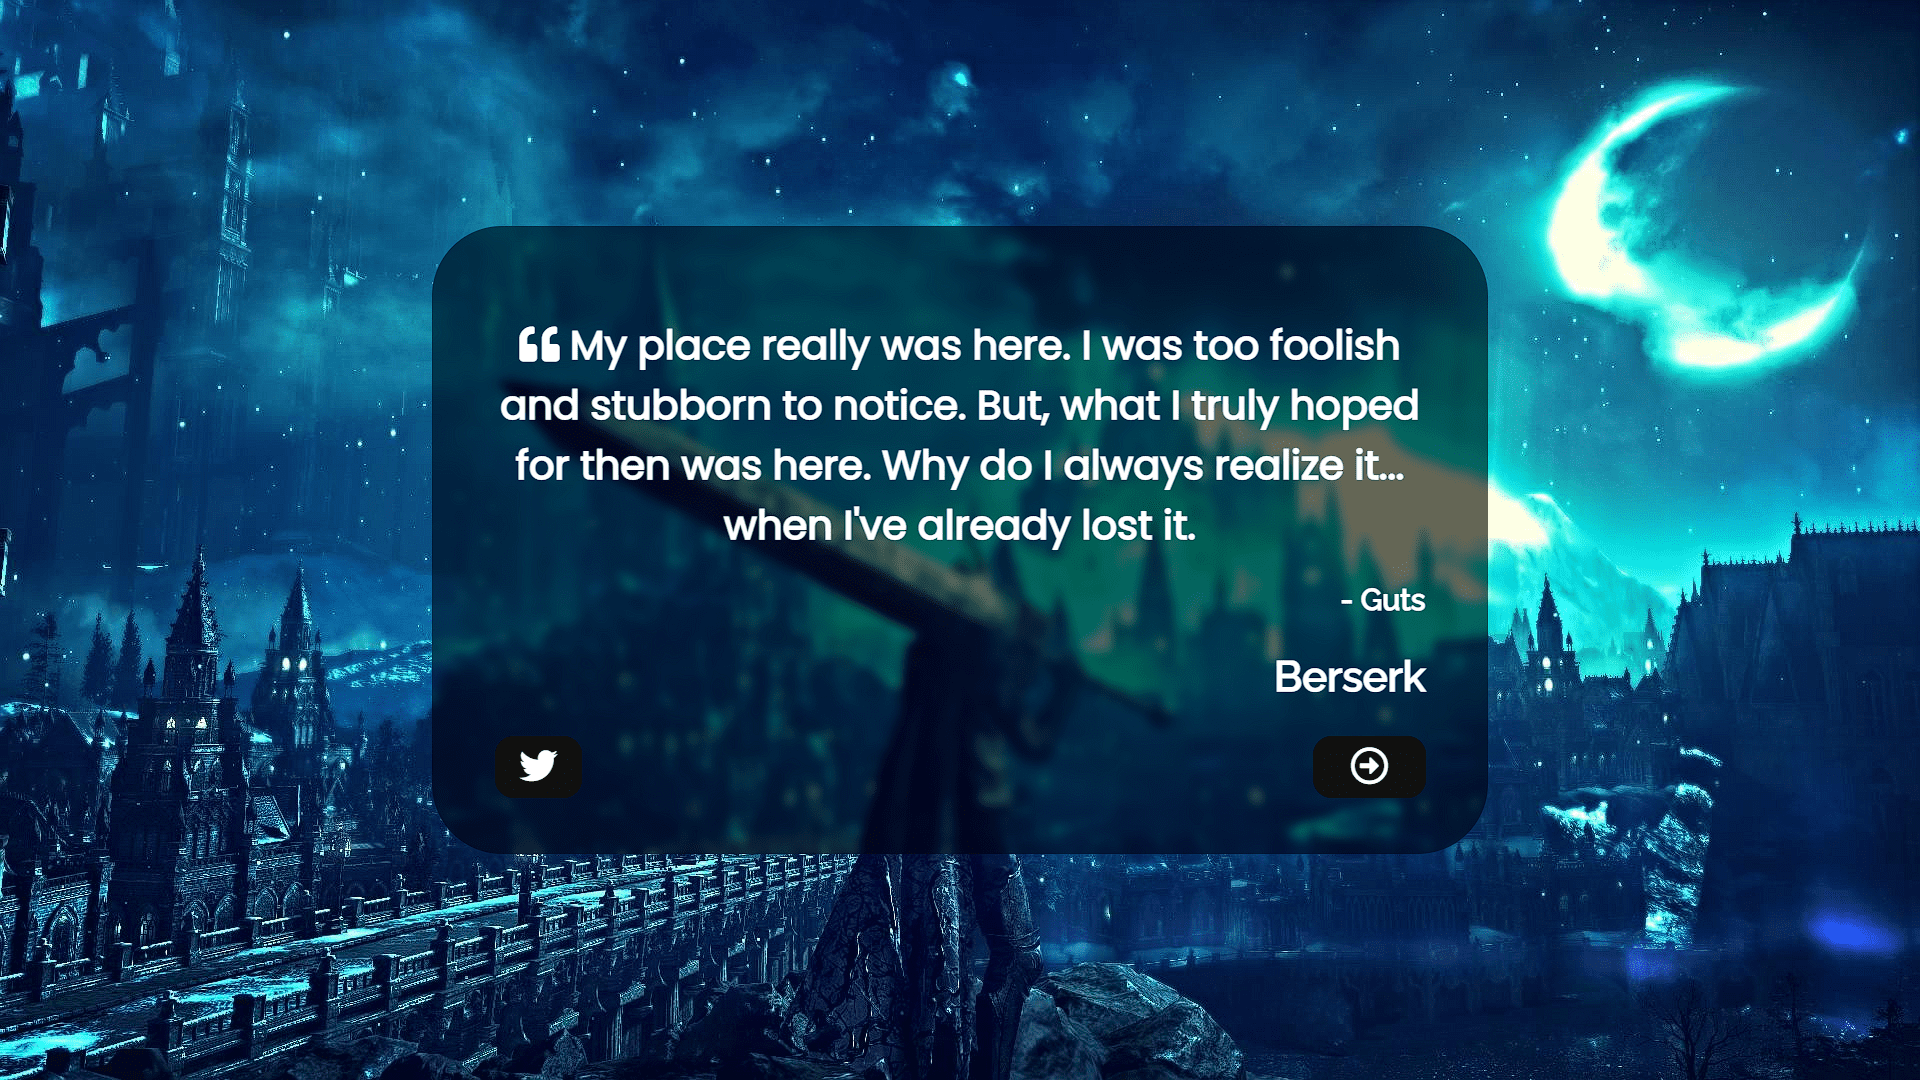 “ My place really was here. I was too foolish
and stubborn to notice. But, what I truly hoped
for then was here. Why do I always realize it...
when I've already lost it.
- Guts
Berserk